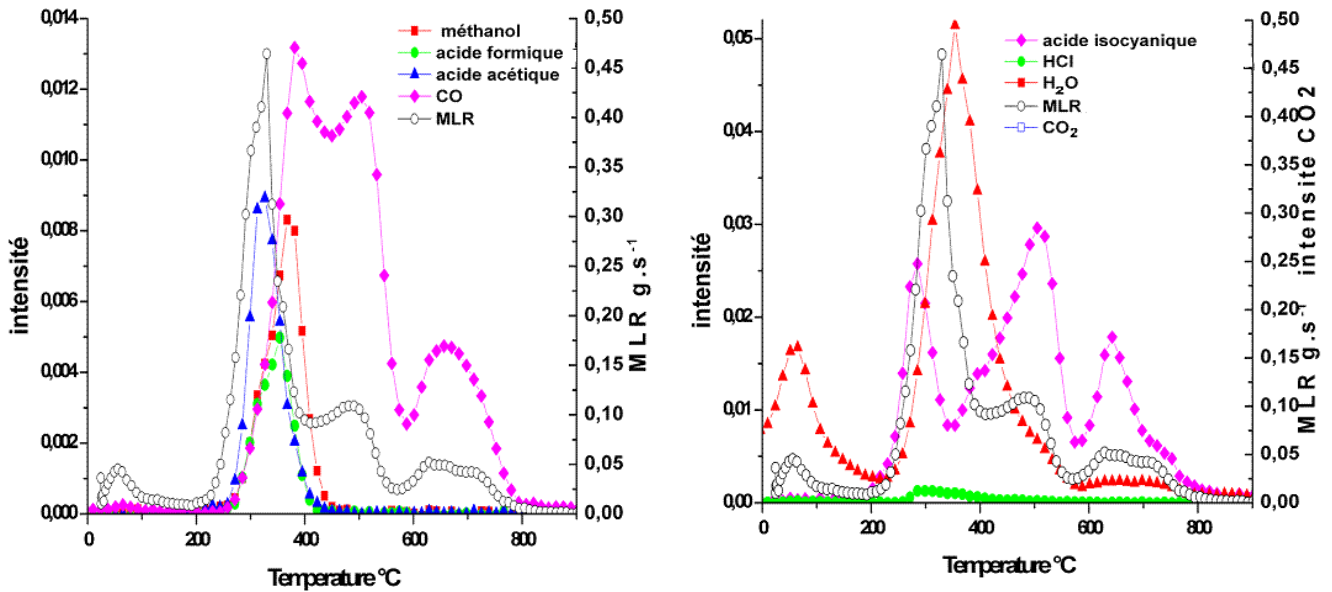 0,014
0,012
0,010
0,008
0,006
0,004
0,002
0,000
intensité
0,50
0,45
0,40
0,35
0,30
0,25
0,20
0,15
0,10
0,05
0,00
MLR g.s⁻¹
méthanol
acide formique
acide acétique
CO
MLR
0
200
400
600
800
Temperature °C
0,05
0,04
0,03
0,02
0,01
0,00
intensité
0,50
0,45
0,40
0,35
0,30
0,25
0,20
0,15
0,10
0,05
0,00
MLR g.s⁻¹ intensite CO2
acide isocyanique
HCl
H₂O
MLR
CO₂
0
200
400
600
800
Temperature °C